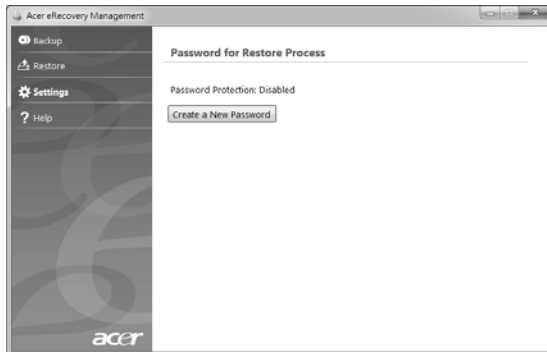 Acer eRecovery Management
Backup
Restore
Settings
? Help
Password for Restore Process
Password Protection: Disabled
Create a New Password
acer